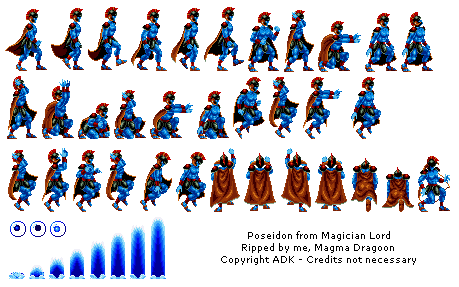 Poseidon from Magician Lord
Ripped by me, Magma Dragoon
Copyright ADK - Credits not necessary